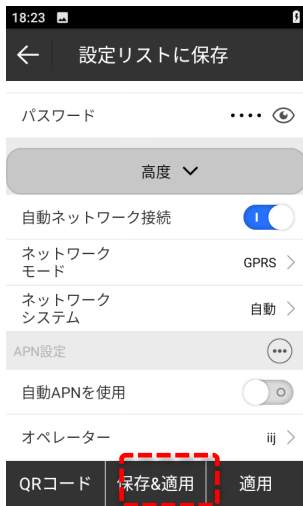 18:23
設定リストに保存
パスワード ••••
高度
自動ネットワーク接続
ネットワーク
モード
GPRS
ネットワーク
システム
自動
APN設定
自動APNを使用
オペレーター iij
QRコード 保存&適用 適用